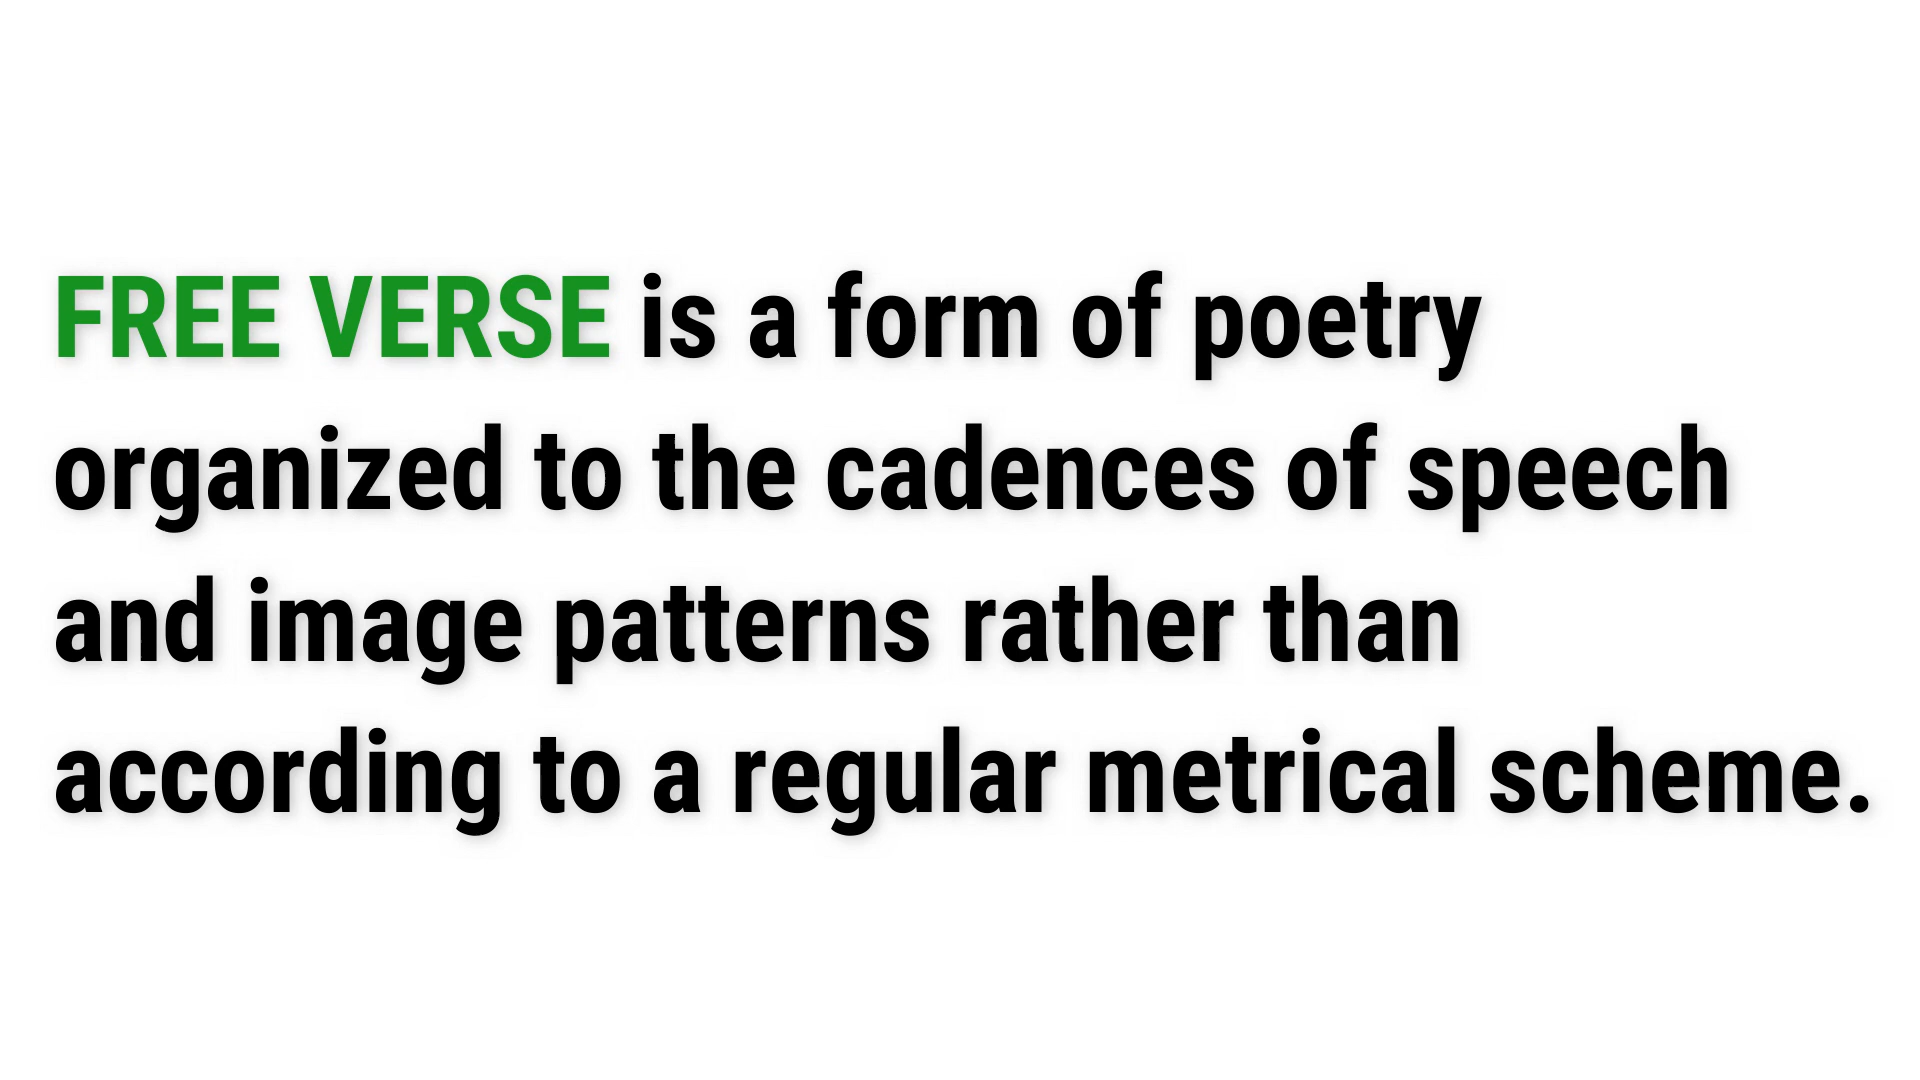 FREE VERSE is a form of poetry
organized to the cadences of speech
and image patterns rather than
according to a regular metrical scheme.